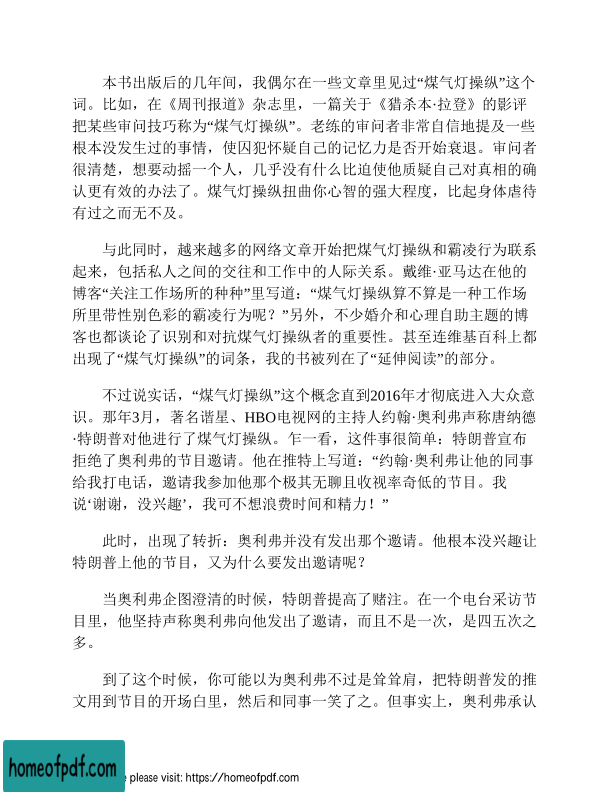 本书出版后的几年间，我偶尔在一些文章里见过“煤气灯操纵”这个
词。比如，在《周刊报道》杂志里，一篇关于《猎杀本·拉登》的影评
把某些审问技巧称为“煤气灯操纵”。老练的审问者非常自信地提及一些
根本没发生过的事情，使囚犯怀疑自己的记忆力是否开始衰退。审问者
很清楚，想要动摇一个人，几乎没有什么比迫使他质疑自己对真相的确
认更有效的办法了。煤气灯操纵扭曲你心智的强大程度，比起身体虐待
有过之而无不及。
与此同时，越来越多的网络文章开始把煤气灯操纵和霸凌行为联系
起来，包括私人之间的交往和工作中的人际关系。戴维·亚马达在他的
博客“关注工作场所的种种”里写道：“煤气灯操纵算不算是一种工作场
所里带性别色彩的霸凌行为呢？”另外，不少婚介和心理自助主题的博
客也都谈论了识别和对抗煤气灯操纵者的重要性。甚至连维基百科上都
出现了“煤气灯操纵”的词条，我的书被列在了“延伸阅读”的部分。
不过说实话，“煤气灯操纵”这个概念直到2016年才彻底进入大众意
识。那年3月，著名谐星、HBO电视网的主持人约翰·奥利弗声称唐纳德
·特朗普对他进行了煤气灯操纵。乍一看，这件事很简单：特朗普宣布
拒绝了奥利弗的节目邀请。他在推特上写道：“约翰·奥利弗让他的同事
给我打电话，邀请我参加他那个极其无聊且收视率奇低的节目。我
说‘谢谢，没兴趣’，我可不想浪费时间和精力！”
此时，出现了转折：奥利弗并没有发出那个邀请。他根本没兴趣让
特朗普上他的节目，又为什么要发出邀请呢？
当奥利弗企图澄清的时候，特朗普提高了赌注。在一个电台采访节
目里，他坚持声称奥利弗向他发出了邀请，而且不是一次，是四五次之
多。
到了这个时候，你可能以为奥利弗不过是耸耸肩，把特朗普发的推
文用到节目的开场白里，然后和同事一笑了之。但事实上，奥利弗承认
homeofpdf.com
e please visit: https://homeofpdf.com